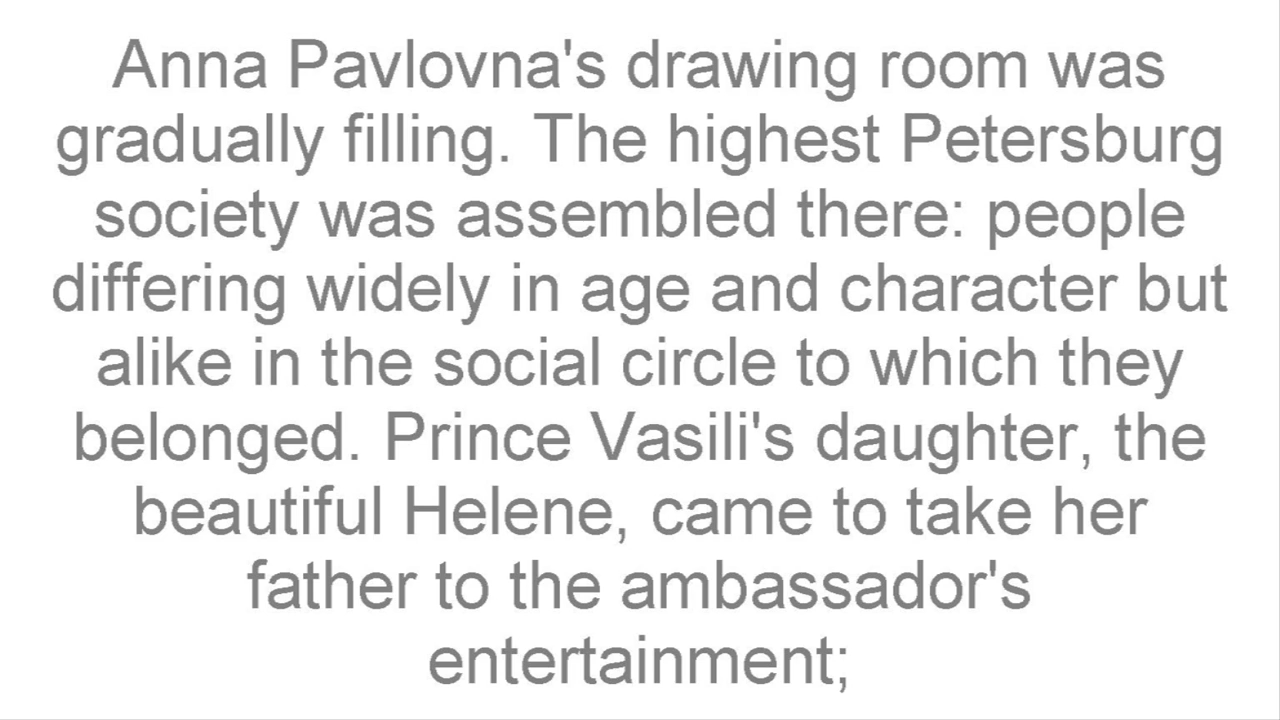 Anna Pavlovna's drawing room was
gradually filling. The highest Petersburg
society was assembled there: people
differing widely in age and character but
alike in the social circle to which they
belonged. Prince Vasili's daughter, the
beautiful Helene, came to take her
father to the ambassador's
entertainment;